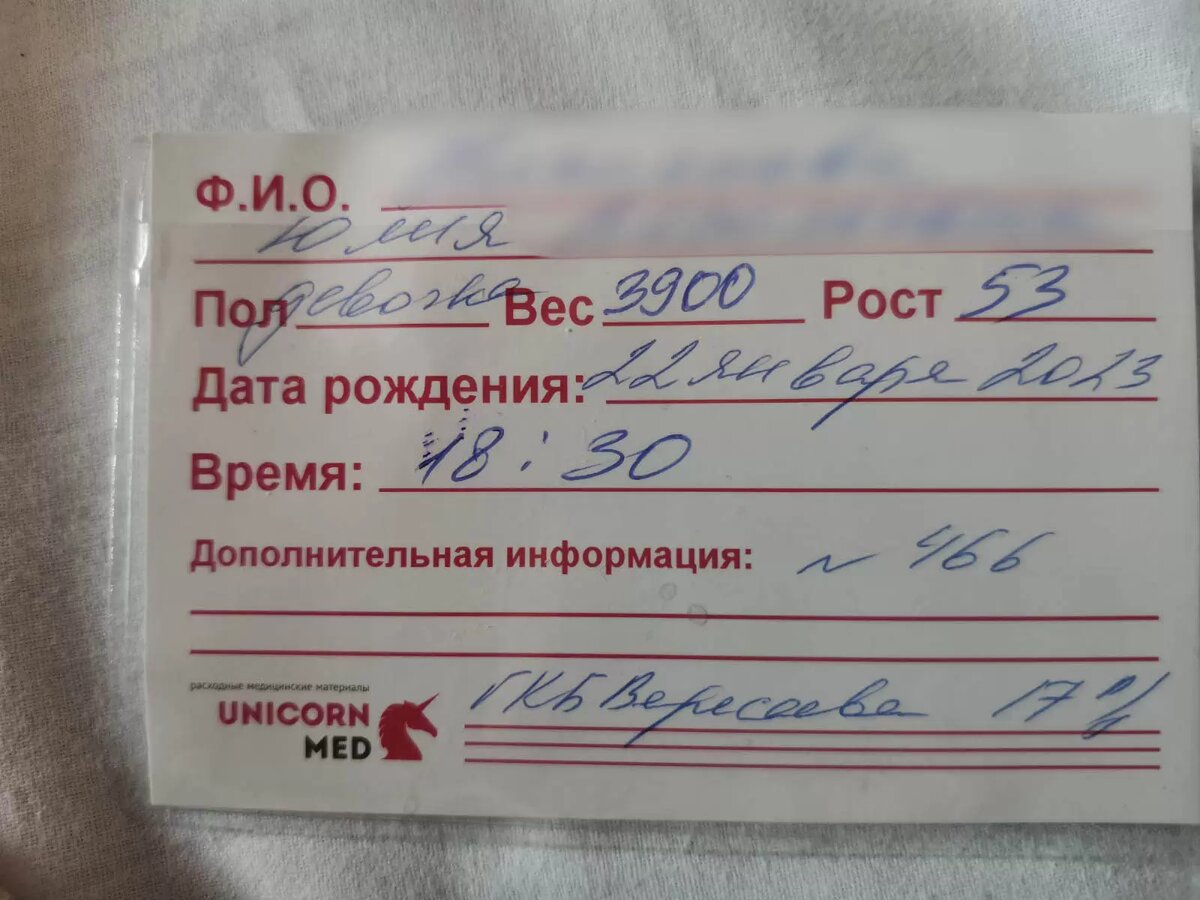 Ф.И.О.
Юлия
Пол девочка Вес 3900 Рост 53
Дата рождения: 22 января 2023
Время: 18:30
Дополнительная информация: N 466
расходные медицинские материалы
UNICORN
MED
ГКБ Вересаева 17